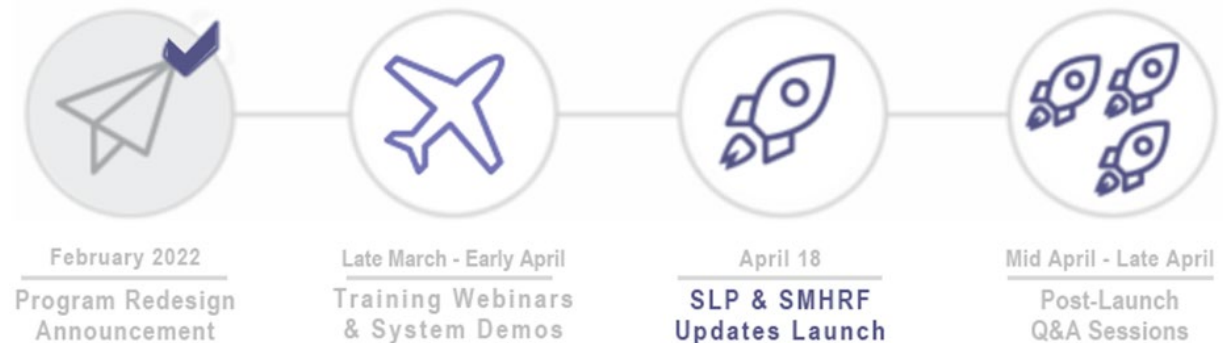 February 2022
Program Redesign
Announcement
Late March - Early April
Training Webinars
& System Demos
April 18
SLP & SMHRF
Updates Launch
Mid April - Late April
Post-Launch
Q&A Sessions